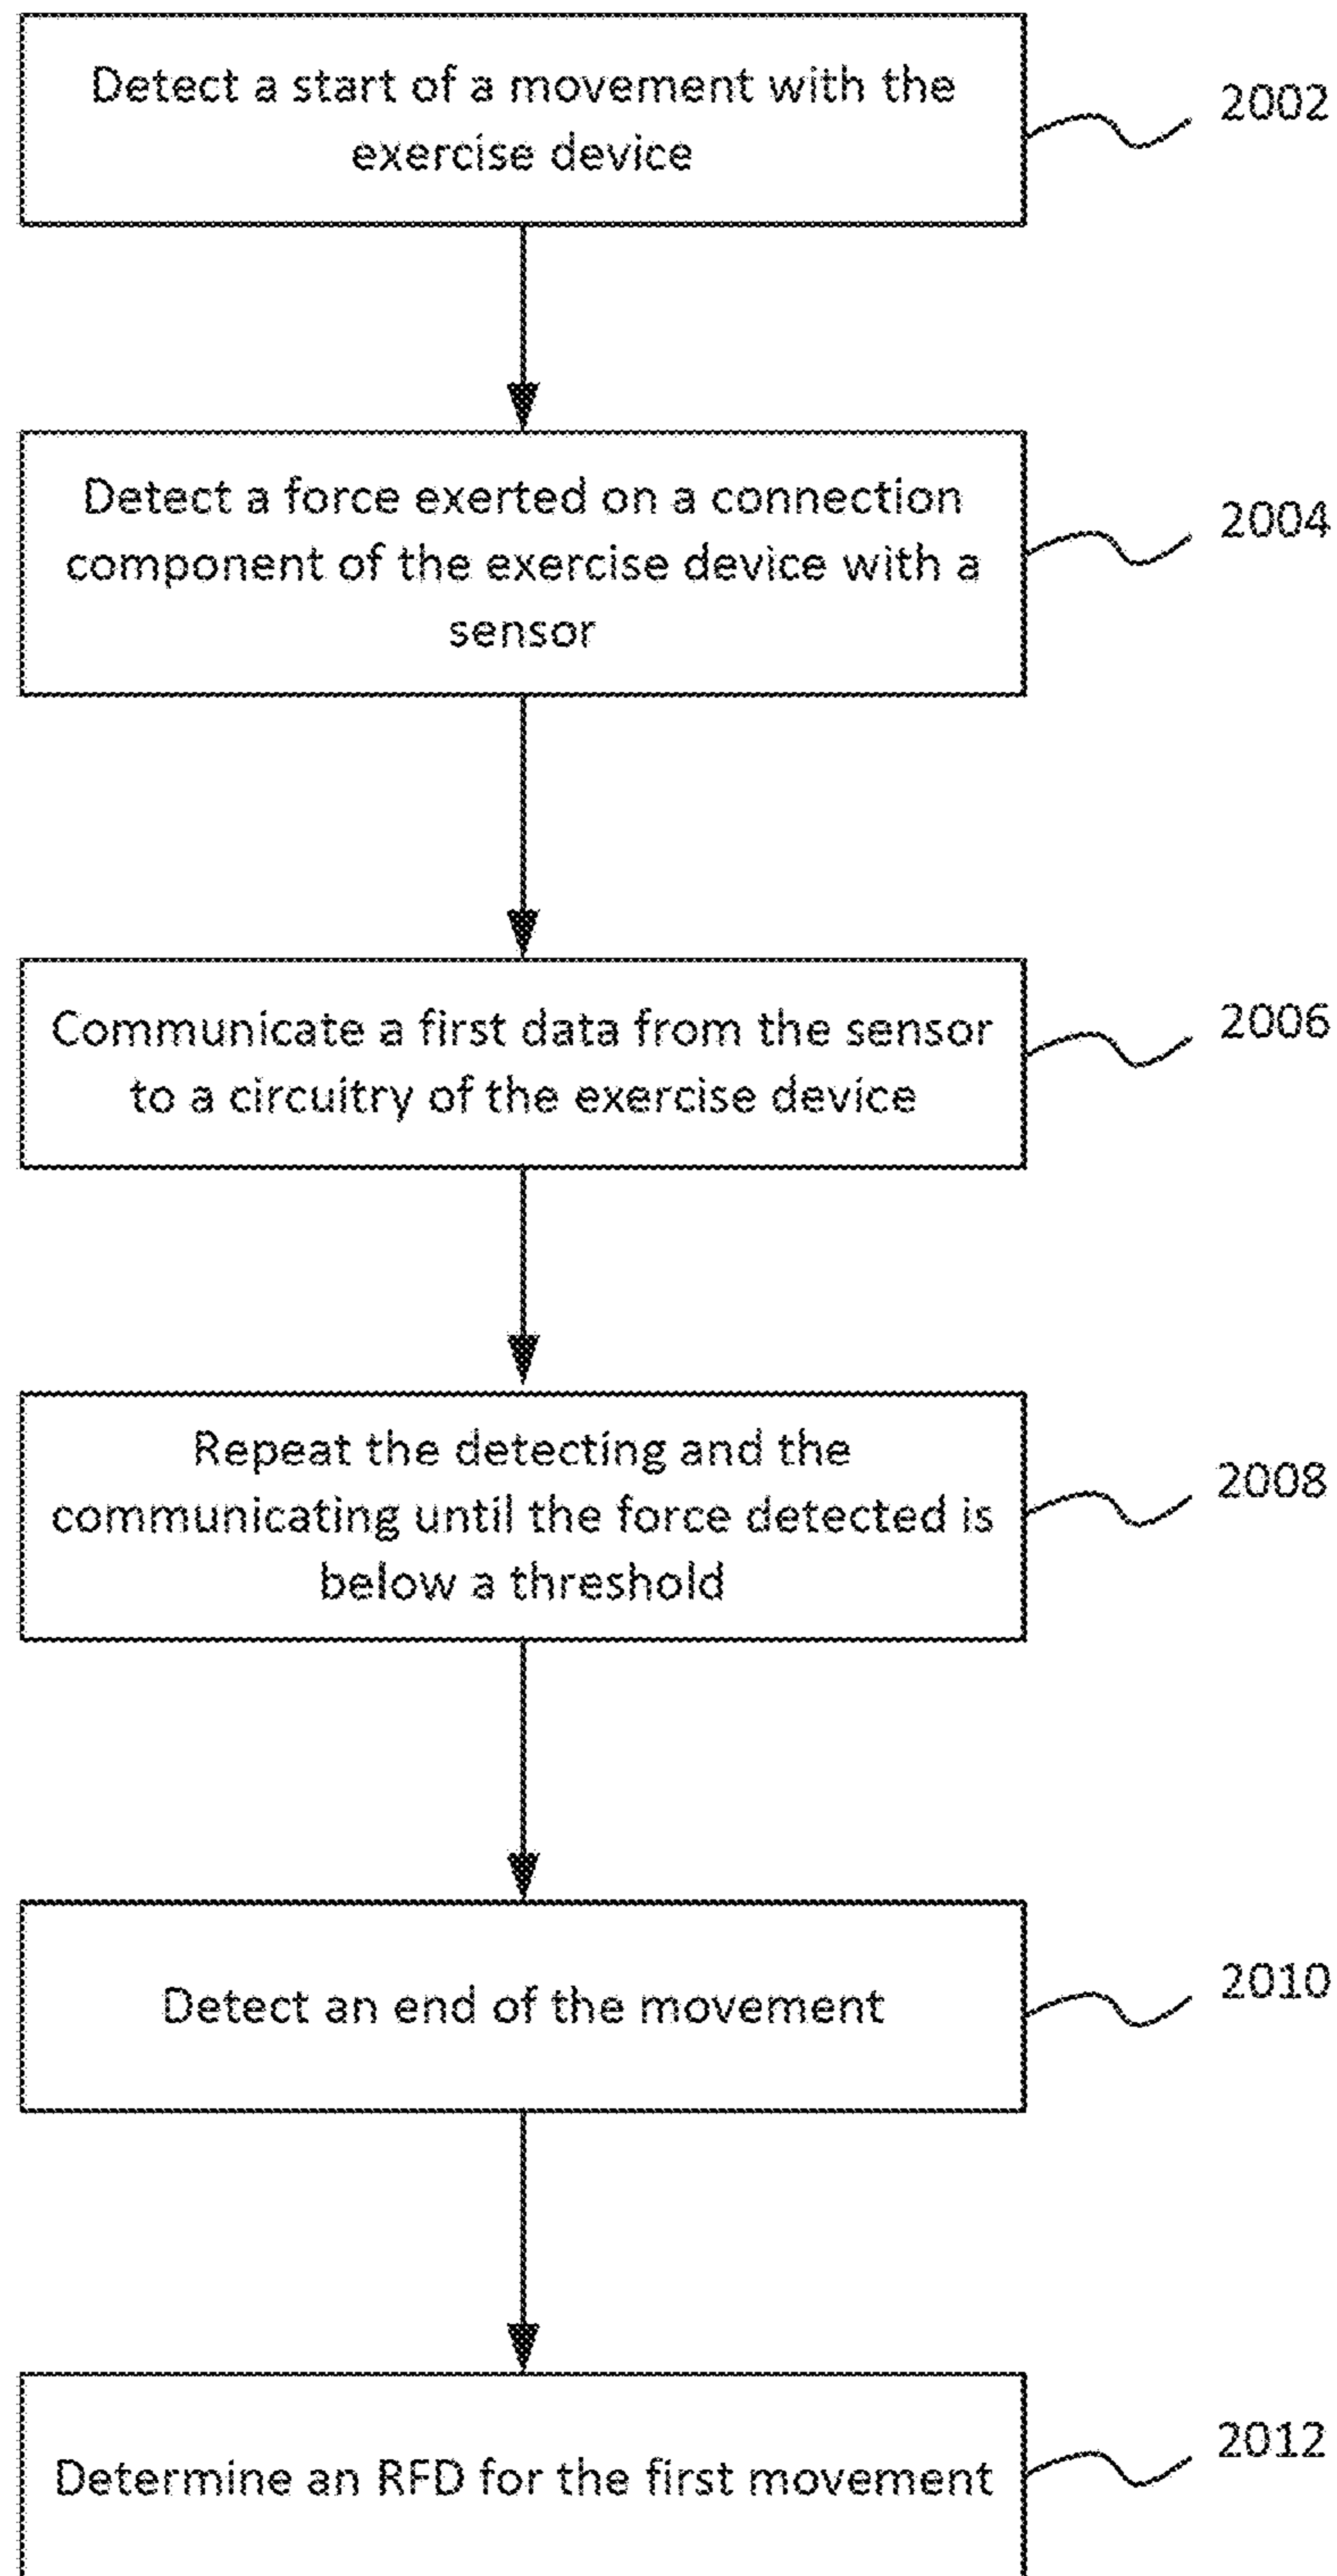 Detect a start of a movement with the
exercise device
2002
Detect a force exerted on a connection
component of the exercise device with a
sensor
2004
Communicate a first data from the sensor
to a circuitry of the exercise device
2006
Repeat the detecting and the
communicating until the force detected is
below a threshold
2008
Detect an end of the movement
2010
Determine an RFD for the first movement
2012